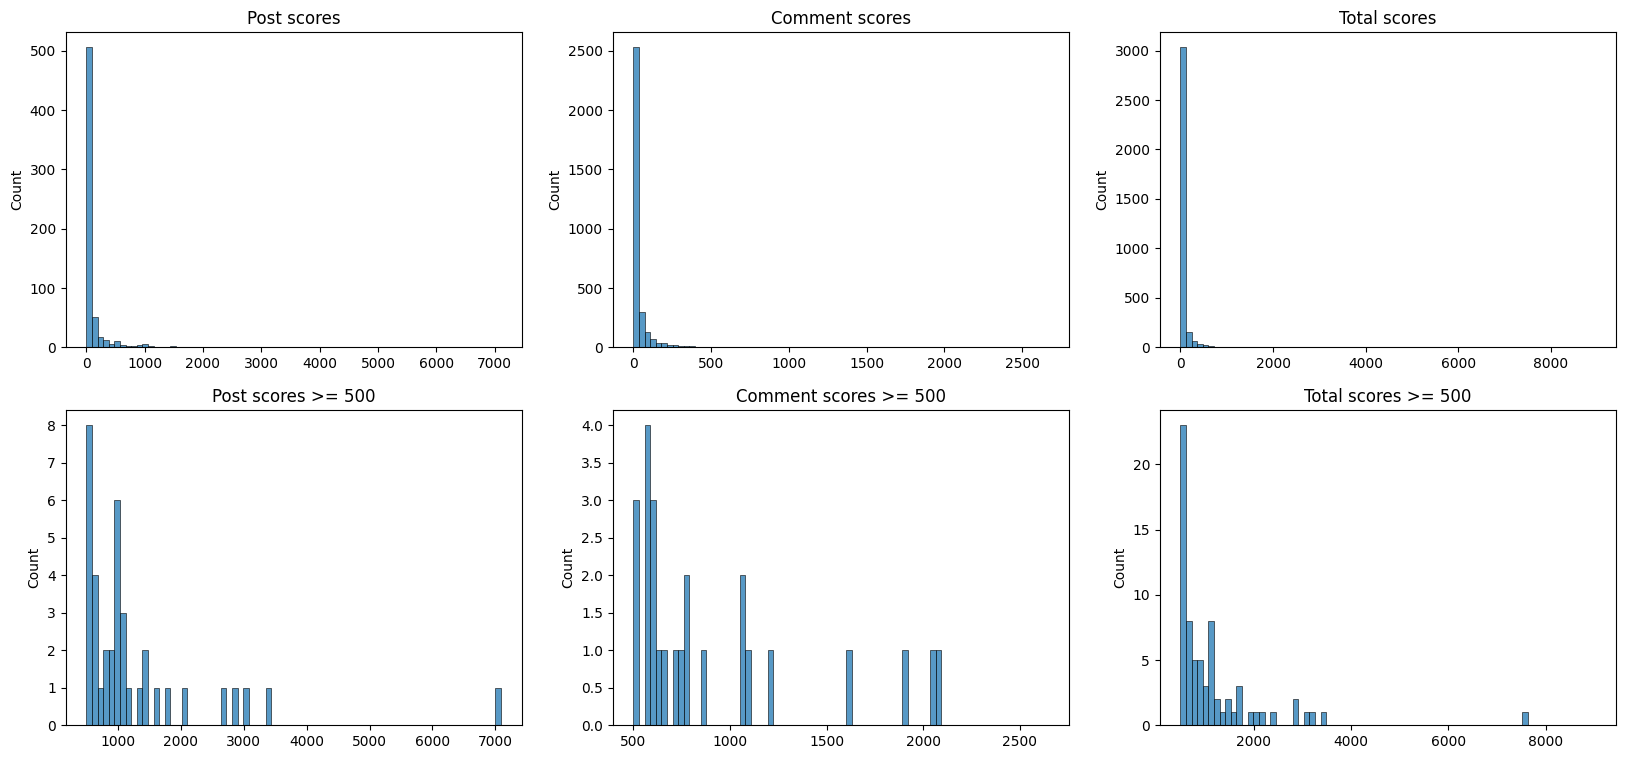 Post scores
Count
500
400
300
200
100
0
0 1000 2000 3000 4000 5000 6000 7000
Comment scores
Count
2500
2000
1500
1000
500
0
0 500 1000 1500 2000 2500
Total scores
Count
3000
2500
2000
1500
1000
500
0
0 2000 4000 6000 8000
Post scores >= 500
Count
8
7
6
5
4
3
2
1
0
1000 2000 3000 4000 5000 6000 7000
Comment scores >= 500
Count
4.0
3.5
3.0
2.5
2.0
1.5
1.0
0.5
0.0
500 1000 1500 2000 2500
Total scores >= 500
Count
20
15
10
5
0
2000 4000 6000 8000